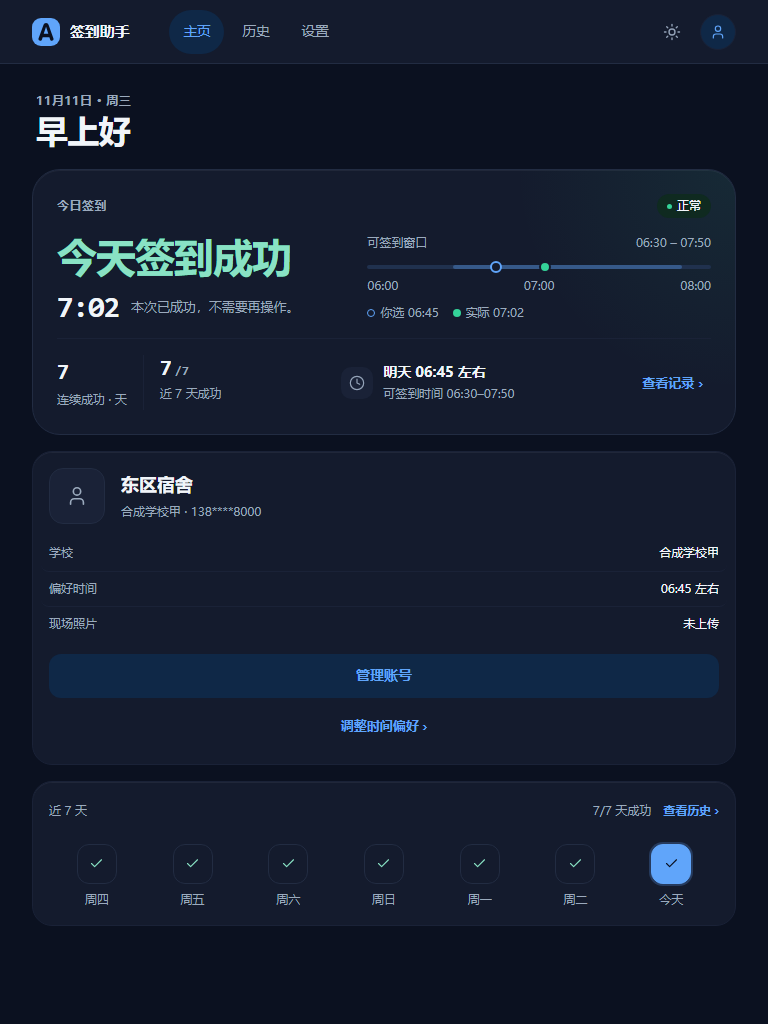 A 签到助手 主页 历史 设置
11月11日 · 周三
早上好
今日签到 正常
今天签到成功
7:02 本次已成功，不需要再操作。
可签到窗口 06:30 – 07:50
06:00 07:00 08:00
你选 06:45 实际 07:02
7
连续成功 · 天
7 /7
近 7 天成功
明天 06:45 左右
可签到时间 06:30–07:50
查看记录 ›
东区宿舍
合成学校甲 · 138****8000
学校 合成学校甲
偏好时间 06:45 左右
现场照片 未上传
管理账号
调整时间偏好 ›
近 7 天 7/7 天成功 查看历史 ›
周四 周五 周六 周日 周一 周二 今天